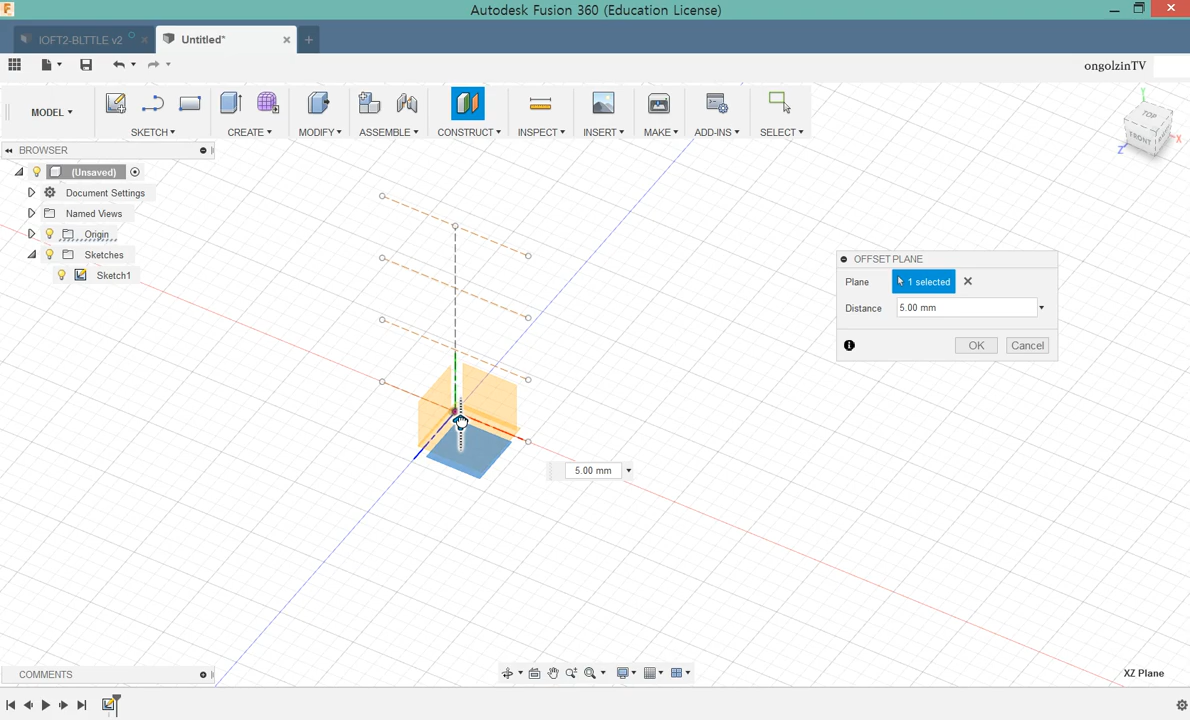 Autodesk Fusion 360 (Education License)
IOFT2-BLTTLE v2
Untitled*
ongolzinTV
MODEL
SKETCH
CREATE
MODIFY
ASSEMBLE
CONSTRUCT
INSPECT
INSERT
MAKE
ADD-INS
SELECT
BROWSER
(Unsaved)
Document Settings
Named Views
Origin
Sketches
Sketch1
TOP
FRONT
Y
X
Z
OFFSET PLANE
Plane 1 selected
Distance 5.00 mm
OK Cancel
5.00 mm
COMMENTS
XZ Plane